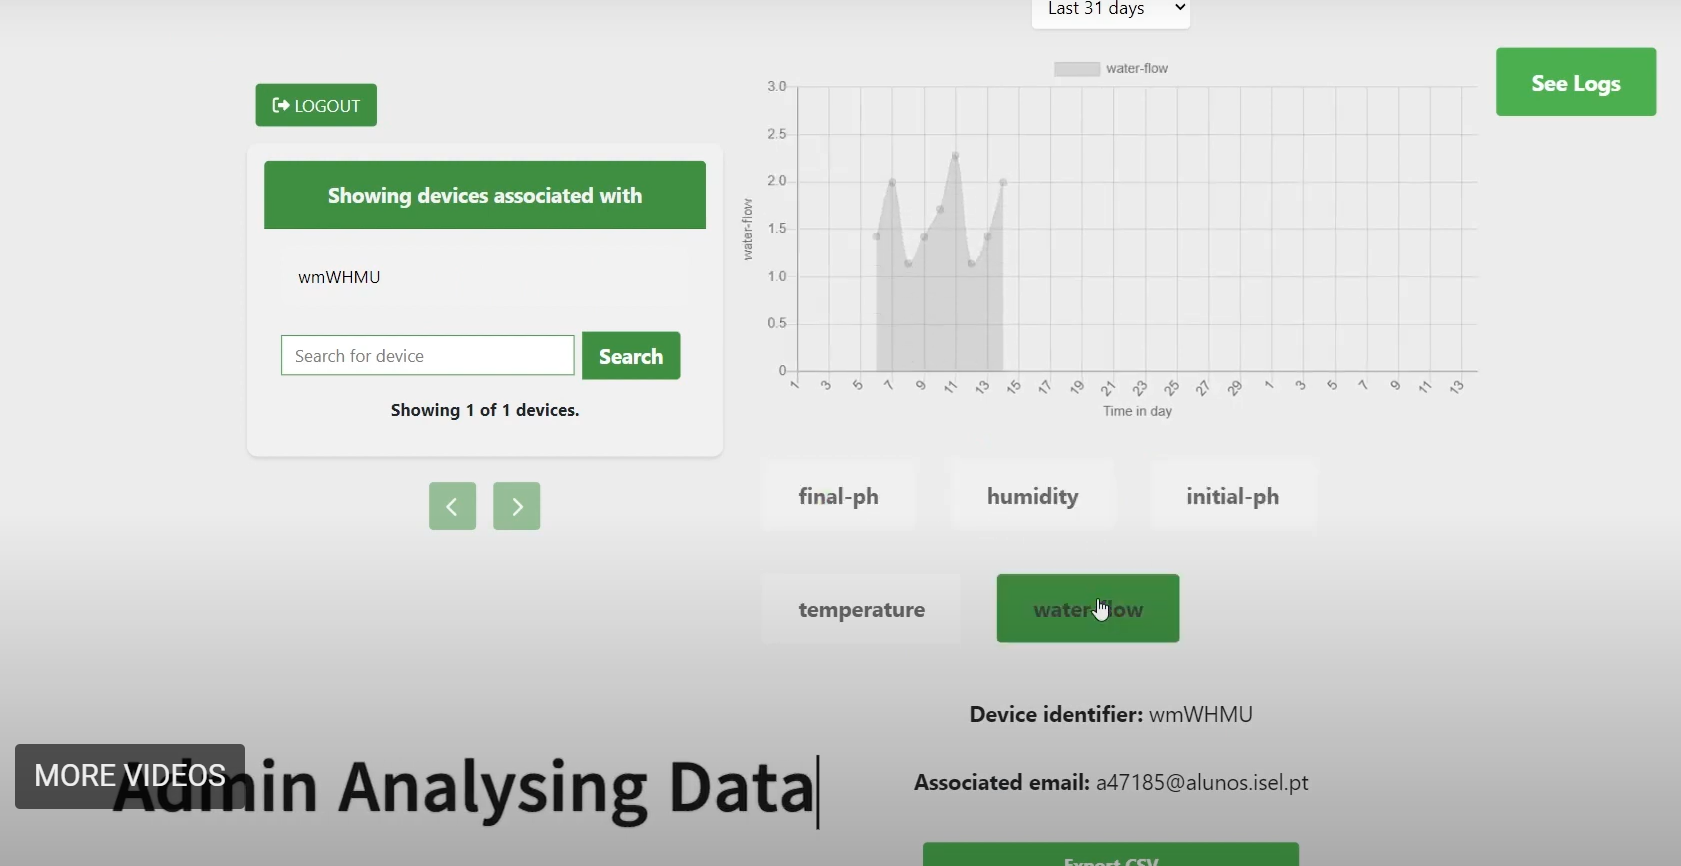 Last 31 days
water-flow
See Logs
LOGOUT
Showing devices associated with
wmWHMU
Search for device
Search
Showing 1 of 1 devices.
3.0
2.5
2.0
1.5
1.0
0.5
0
water-flow
1 3 5 7 9 11 13 15 17 19 21 23 25 27 29 1 3 5 7 9 11 13
Time in day
final-ph
humidity
initial-ph
temperature
water-flow
Device identifier: wmWHMU
Associated email: a47185@alunos.isel.pt
Export CSV
MORE VIDEOS
Admin Analysing Data